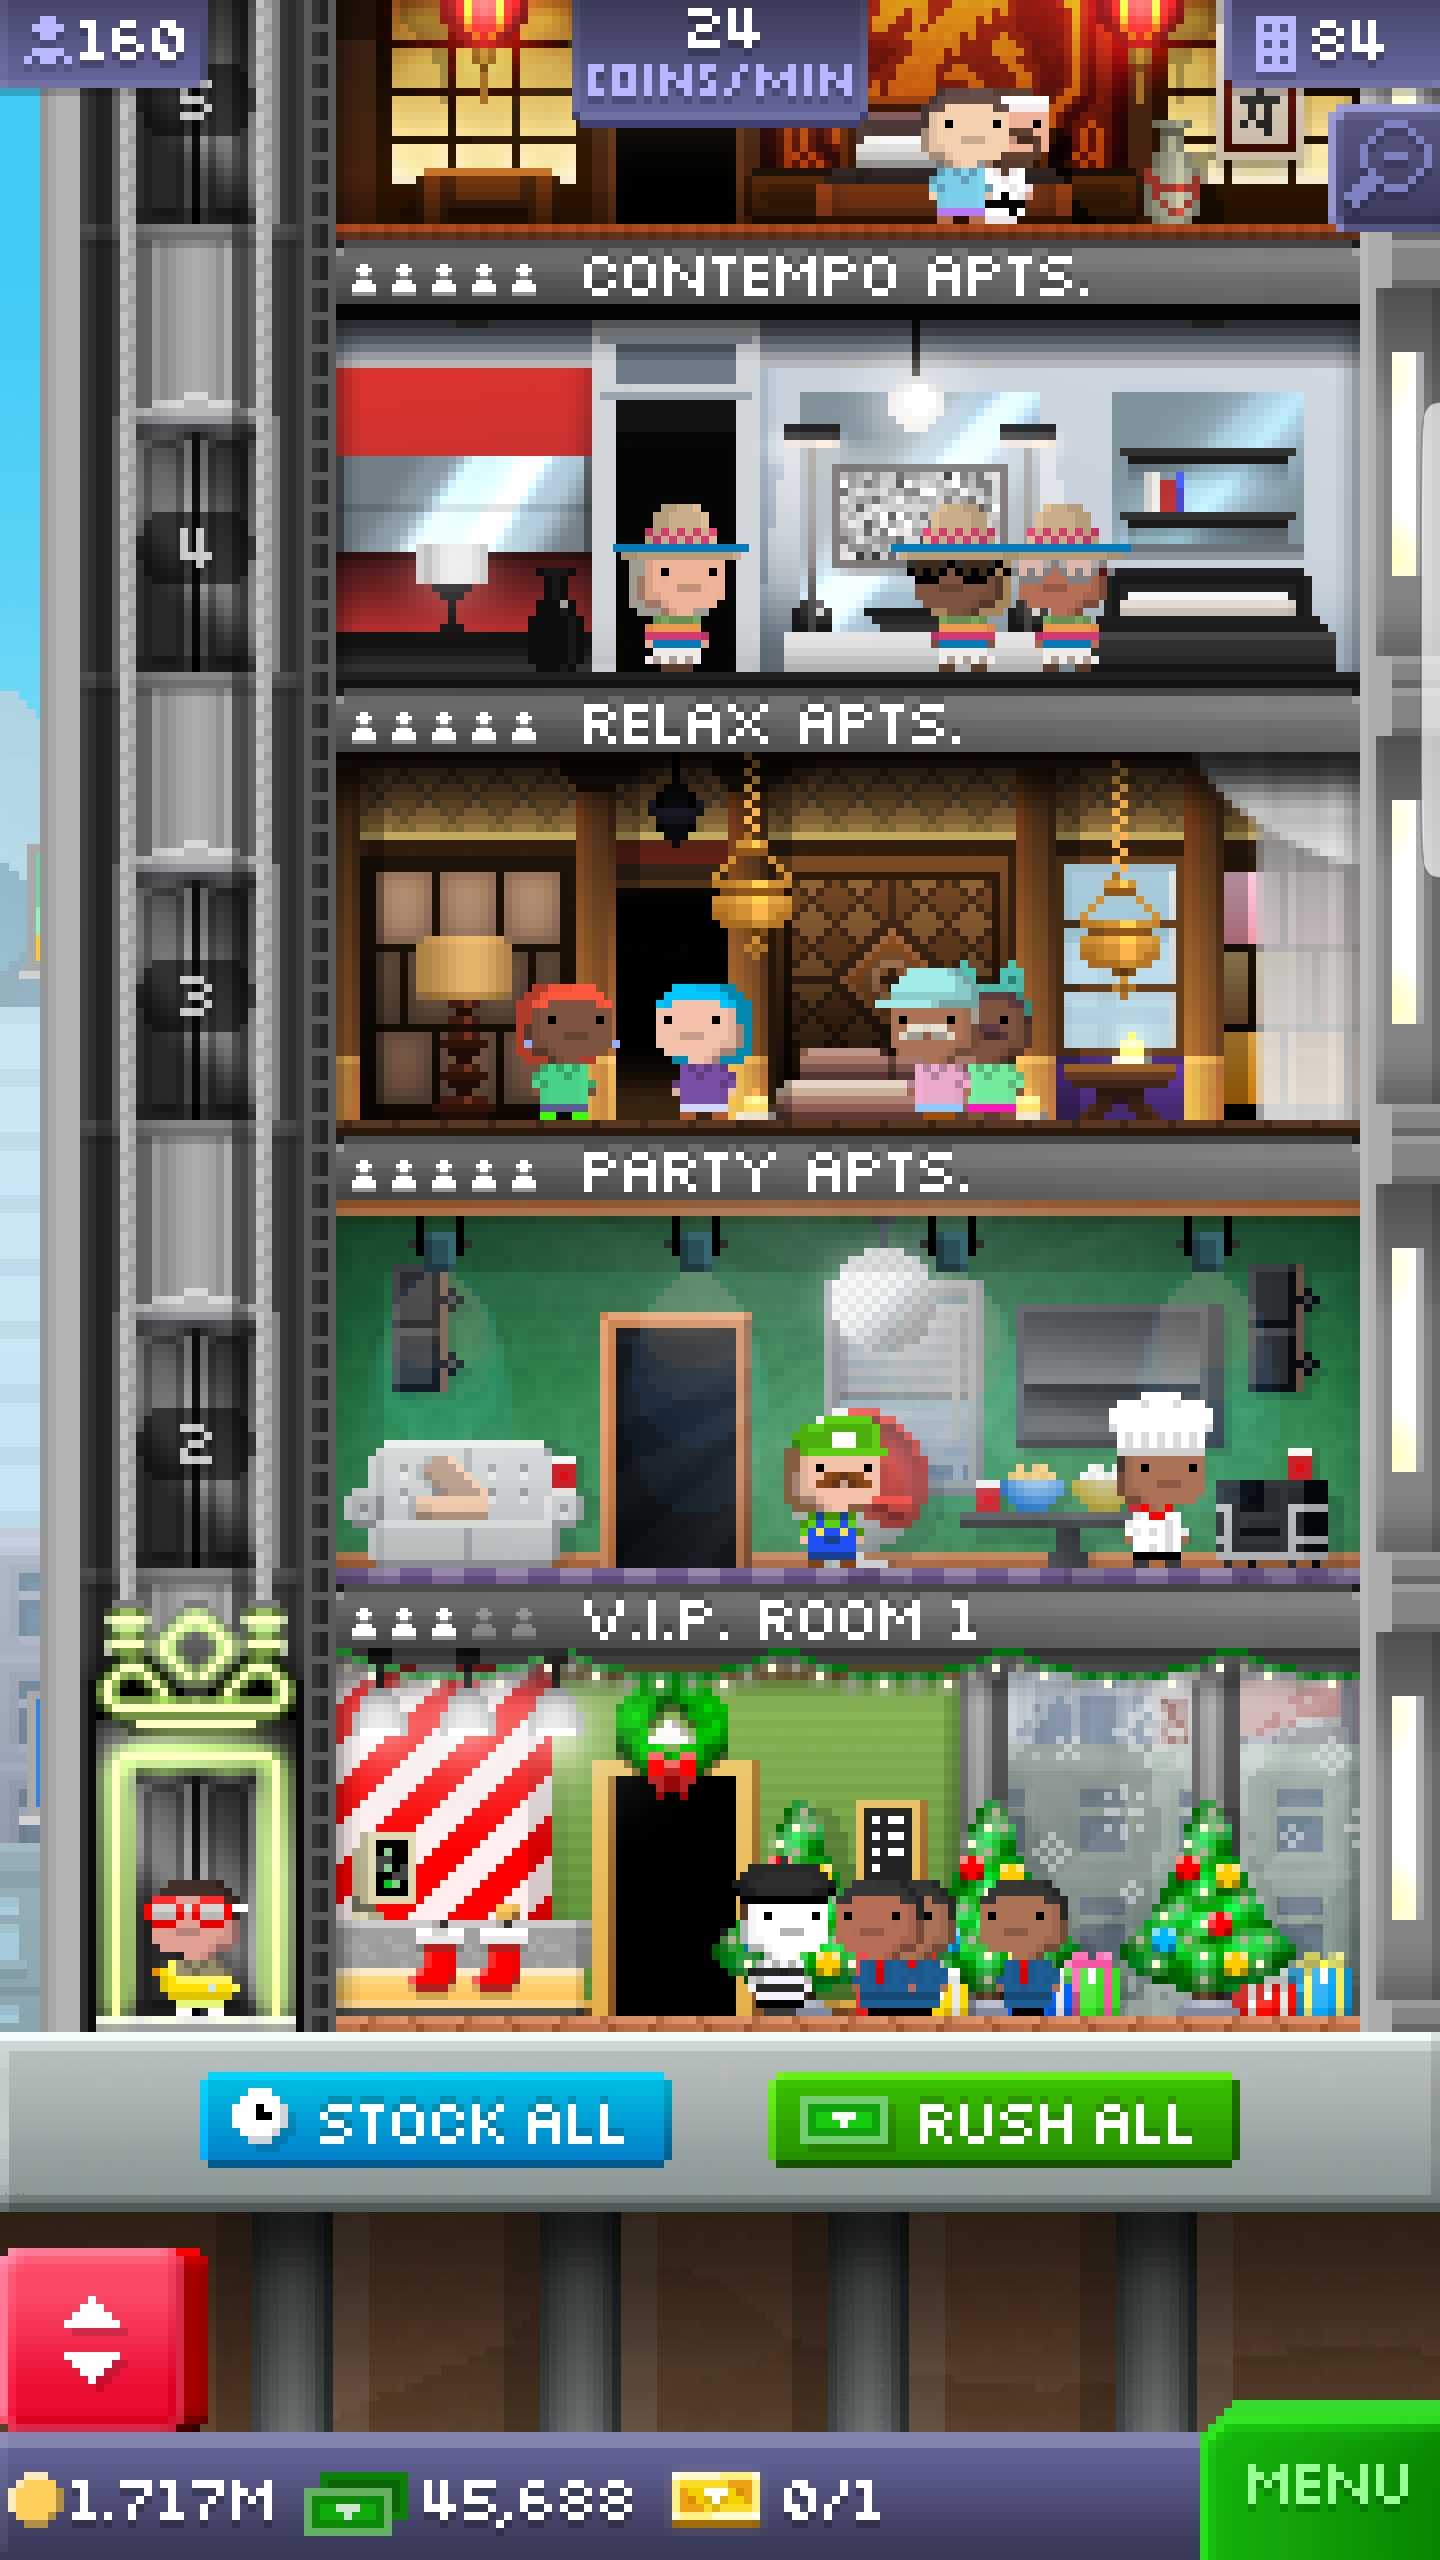 160
24
COINS/MIN
84
5
CONTEMPO APTS.
4
RELAX APTS.
3
PARTY APTS.
2
V.I.P. ROOM 1
STOCK ALL
RUSH ALL
1.717M
45,688
0/1
MENU